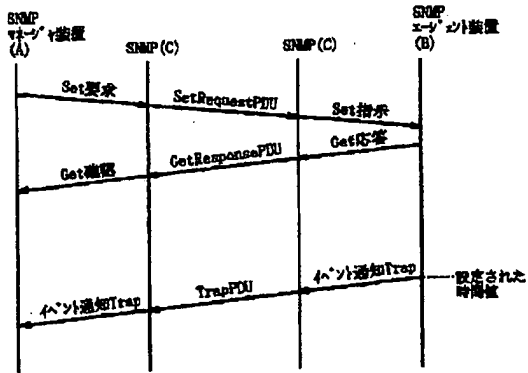 SNMP
マネージャ装置
(A)
SNMP(C)
SNMP(C)
SNMP
エージェント装置
(B)
Set要求
SetRequestPDU
Set指示
Get応答
GetResponsePDU
Get確認
イベント通知Trap
TrapPDU
イベント通知Trap
設定された
時間値